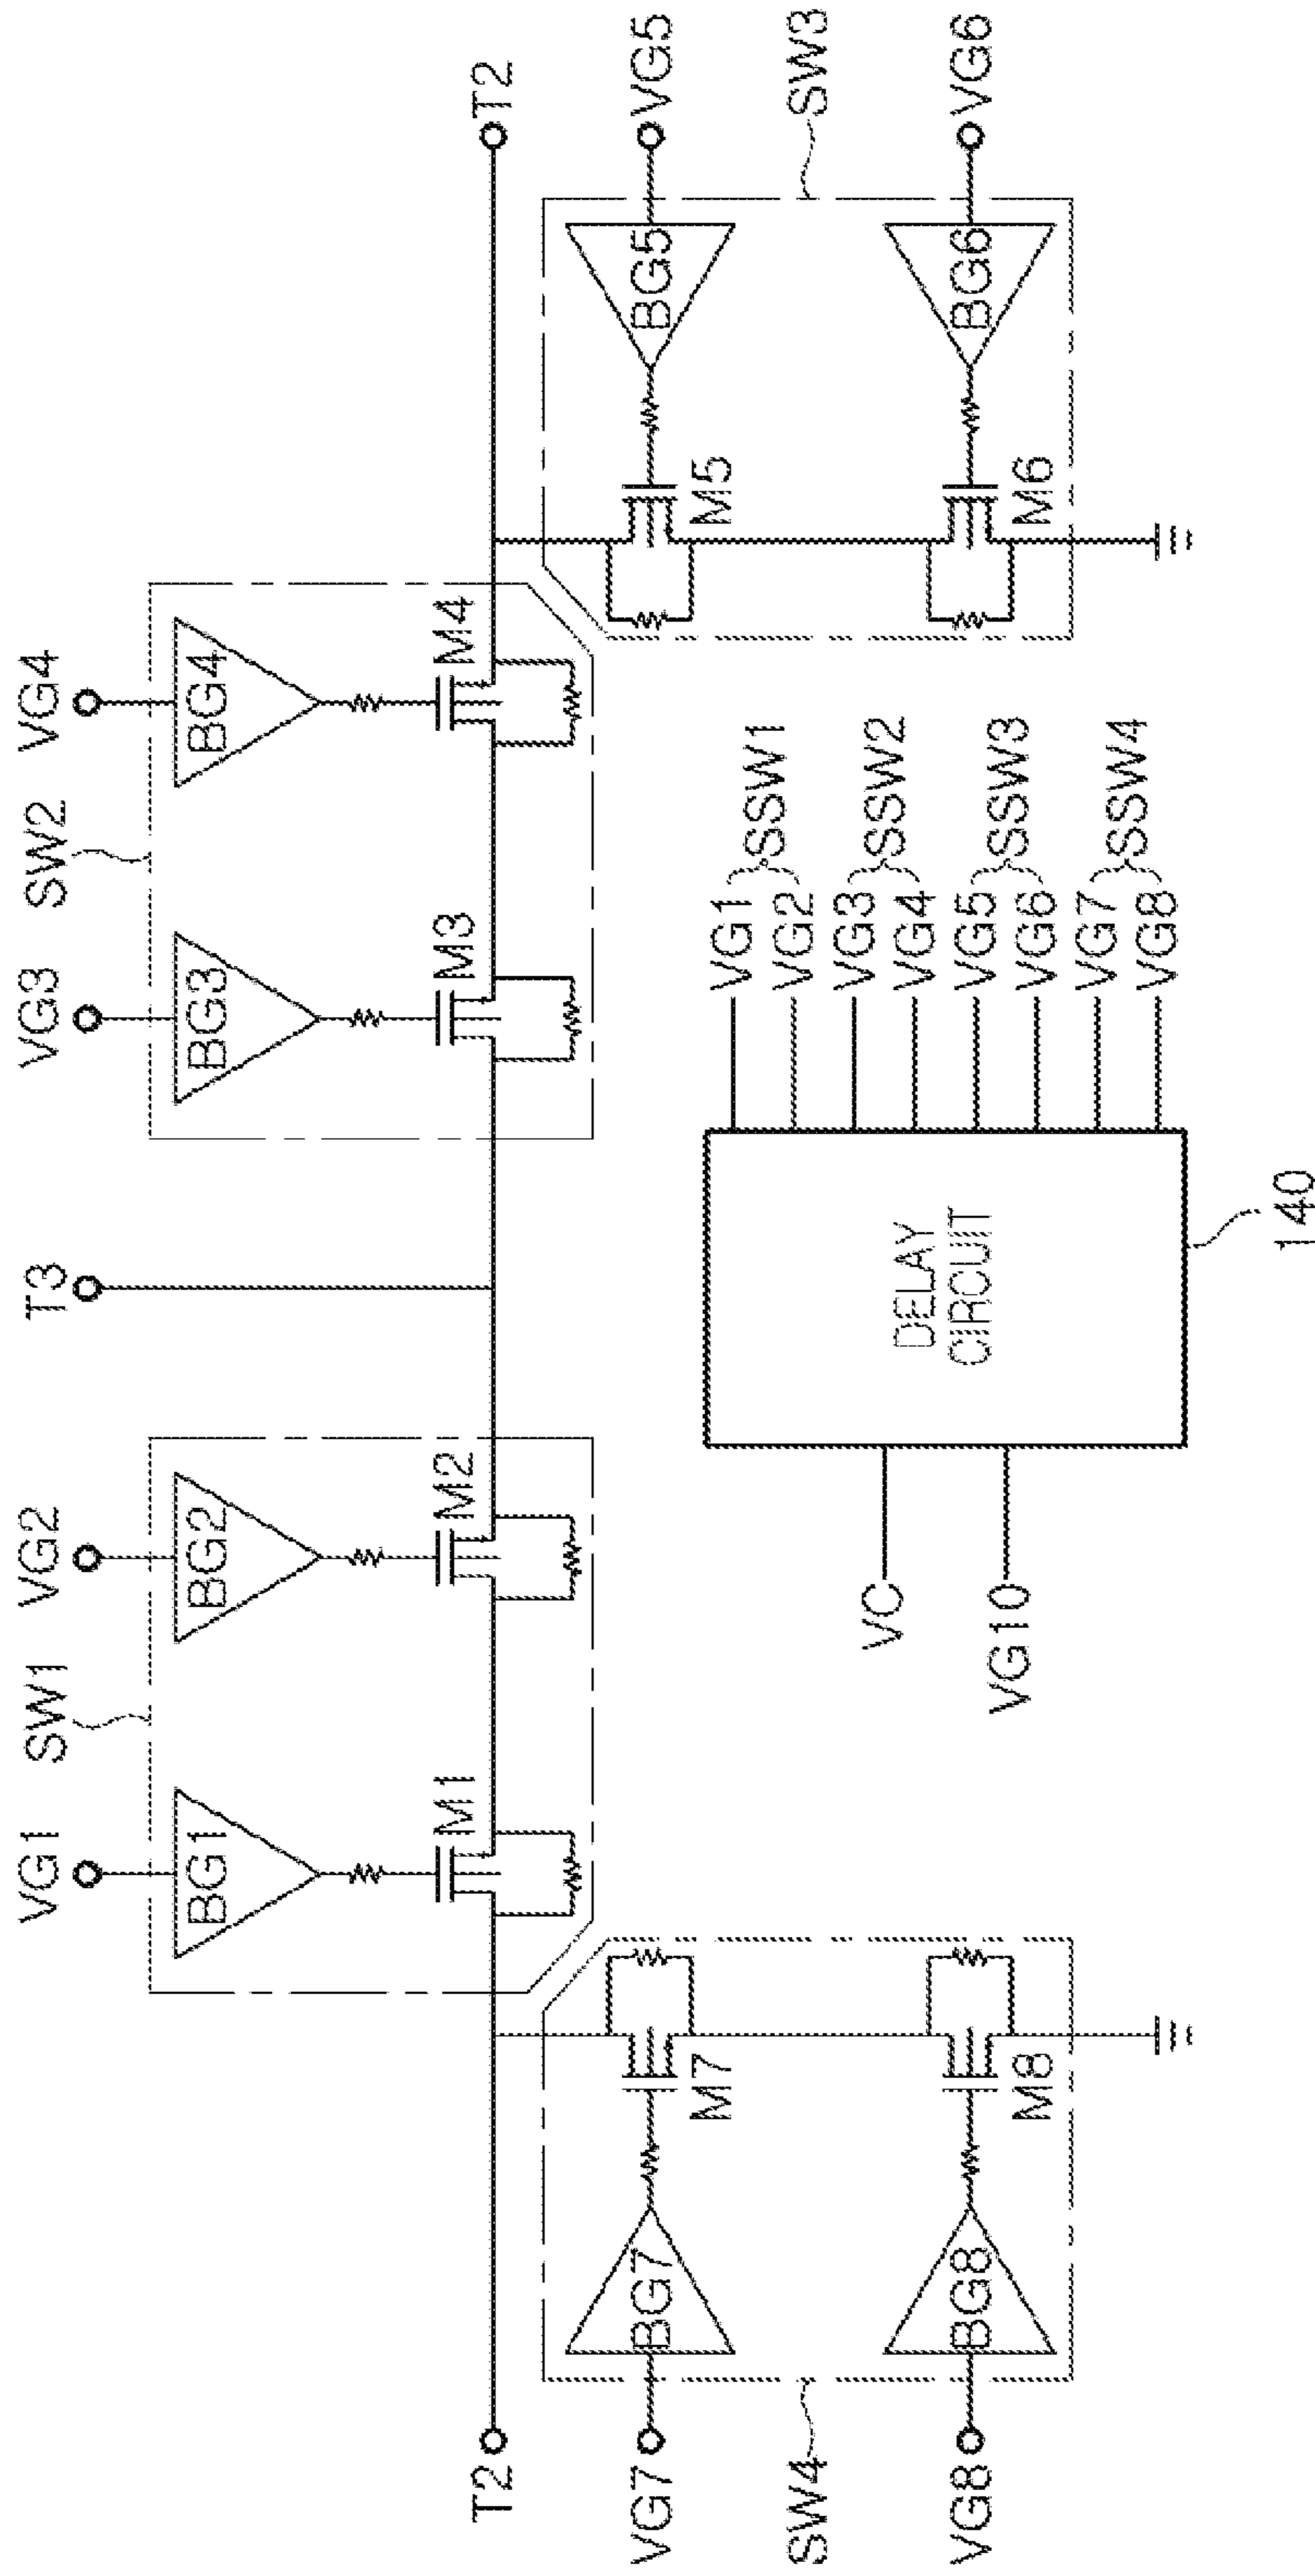 VG1
SW1
VG2
T3
VG3
SW2
VG4
BG1
BG2
BG3
BG4
M1
M2
M3
M4
T2
T2
VG7
BG7
M7
SW4
VG8
BG8
M8
M5
BG5
VG5
SW3
M6
BG6
VG6
VC
VG10
DELAY
CIRCUIT
140
VG1
VG2
SSW1
VG3
VG4
SSW2
VG5
VG6
SSW3
VG7
VG8
SSW4